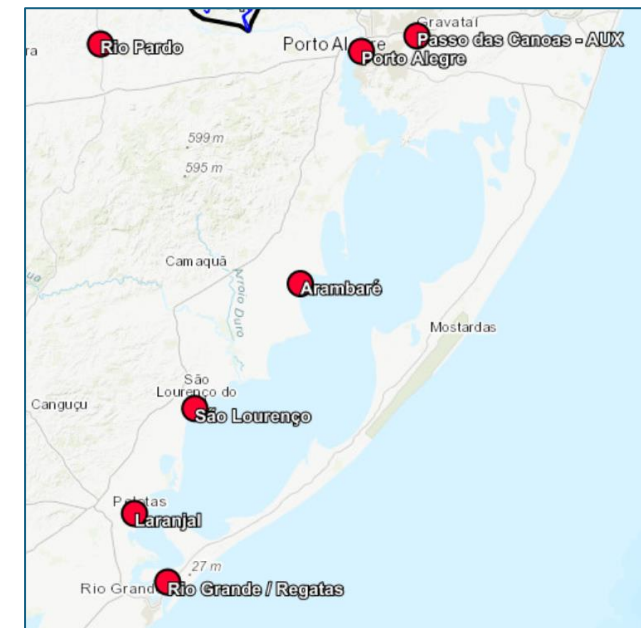 Gravataí
Passo das Canoas - AUX
Rio Pardo
Porto Alegre
Porto Alegre
599 m
595 m
Camaquã
Arroio Duro
Arambaré
Mostardas
São
Lourenço do
Canguçu
São Lourenço
Pelotas
Laranjal
27 m
Rio Grande
Rio Grande / Regatas